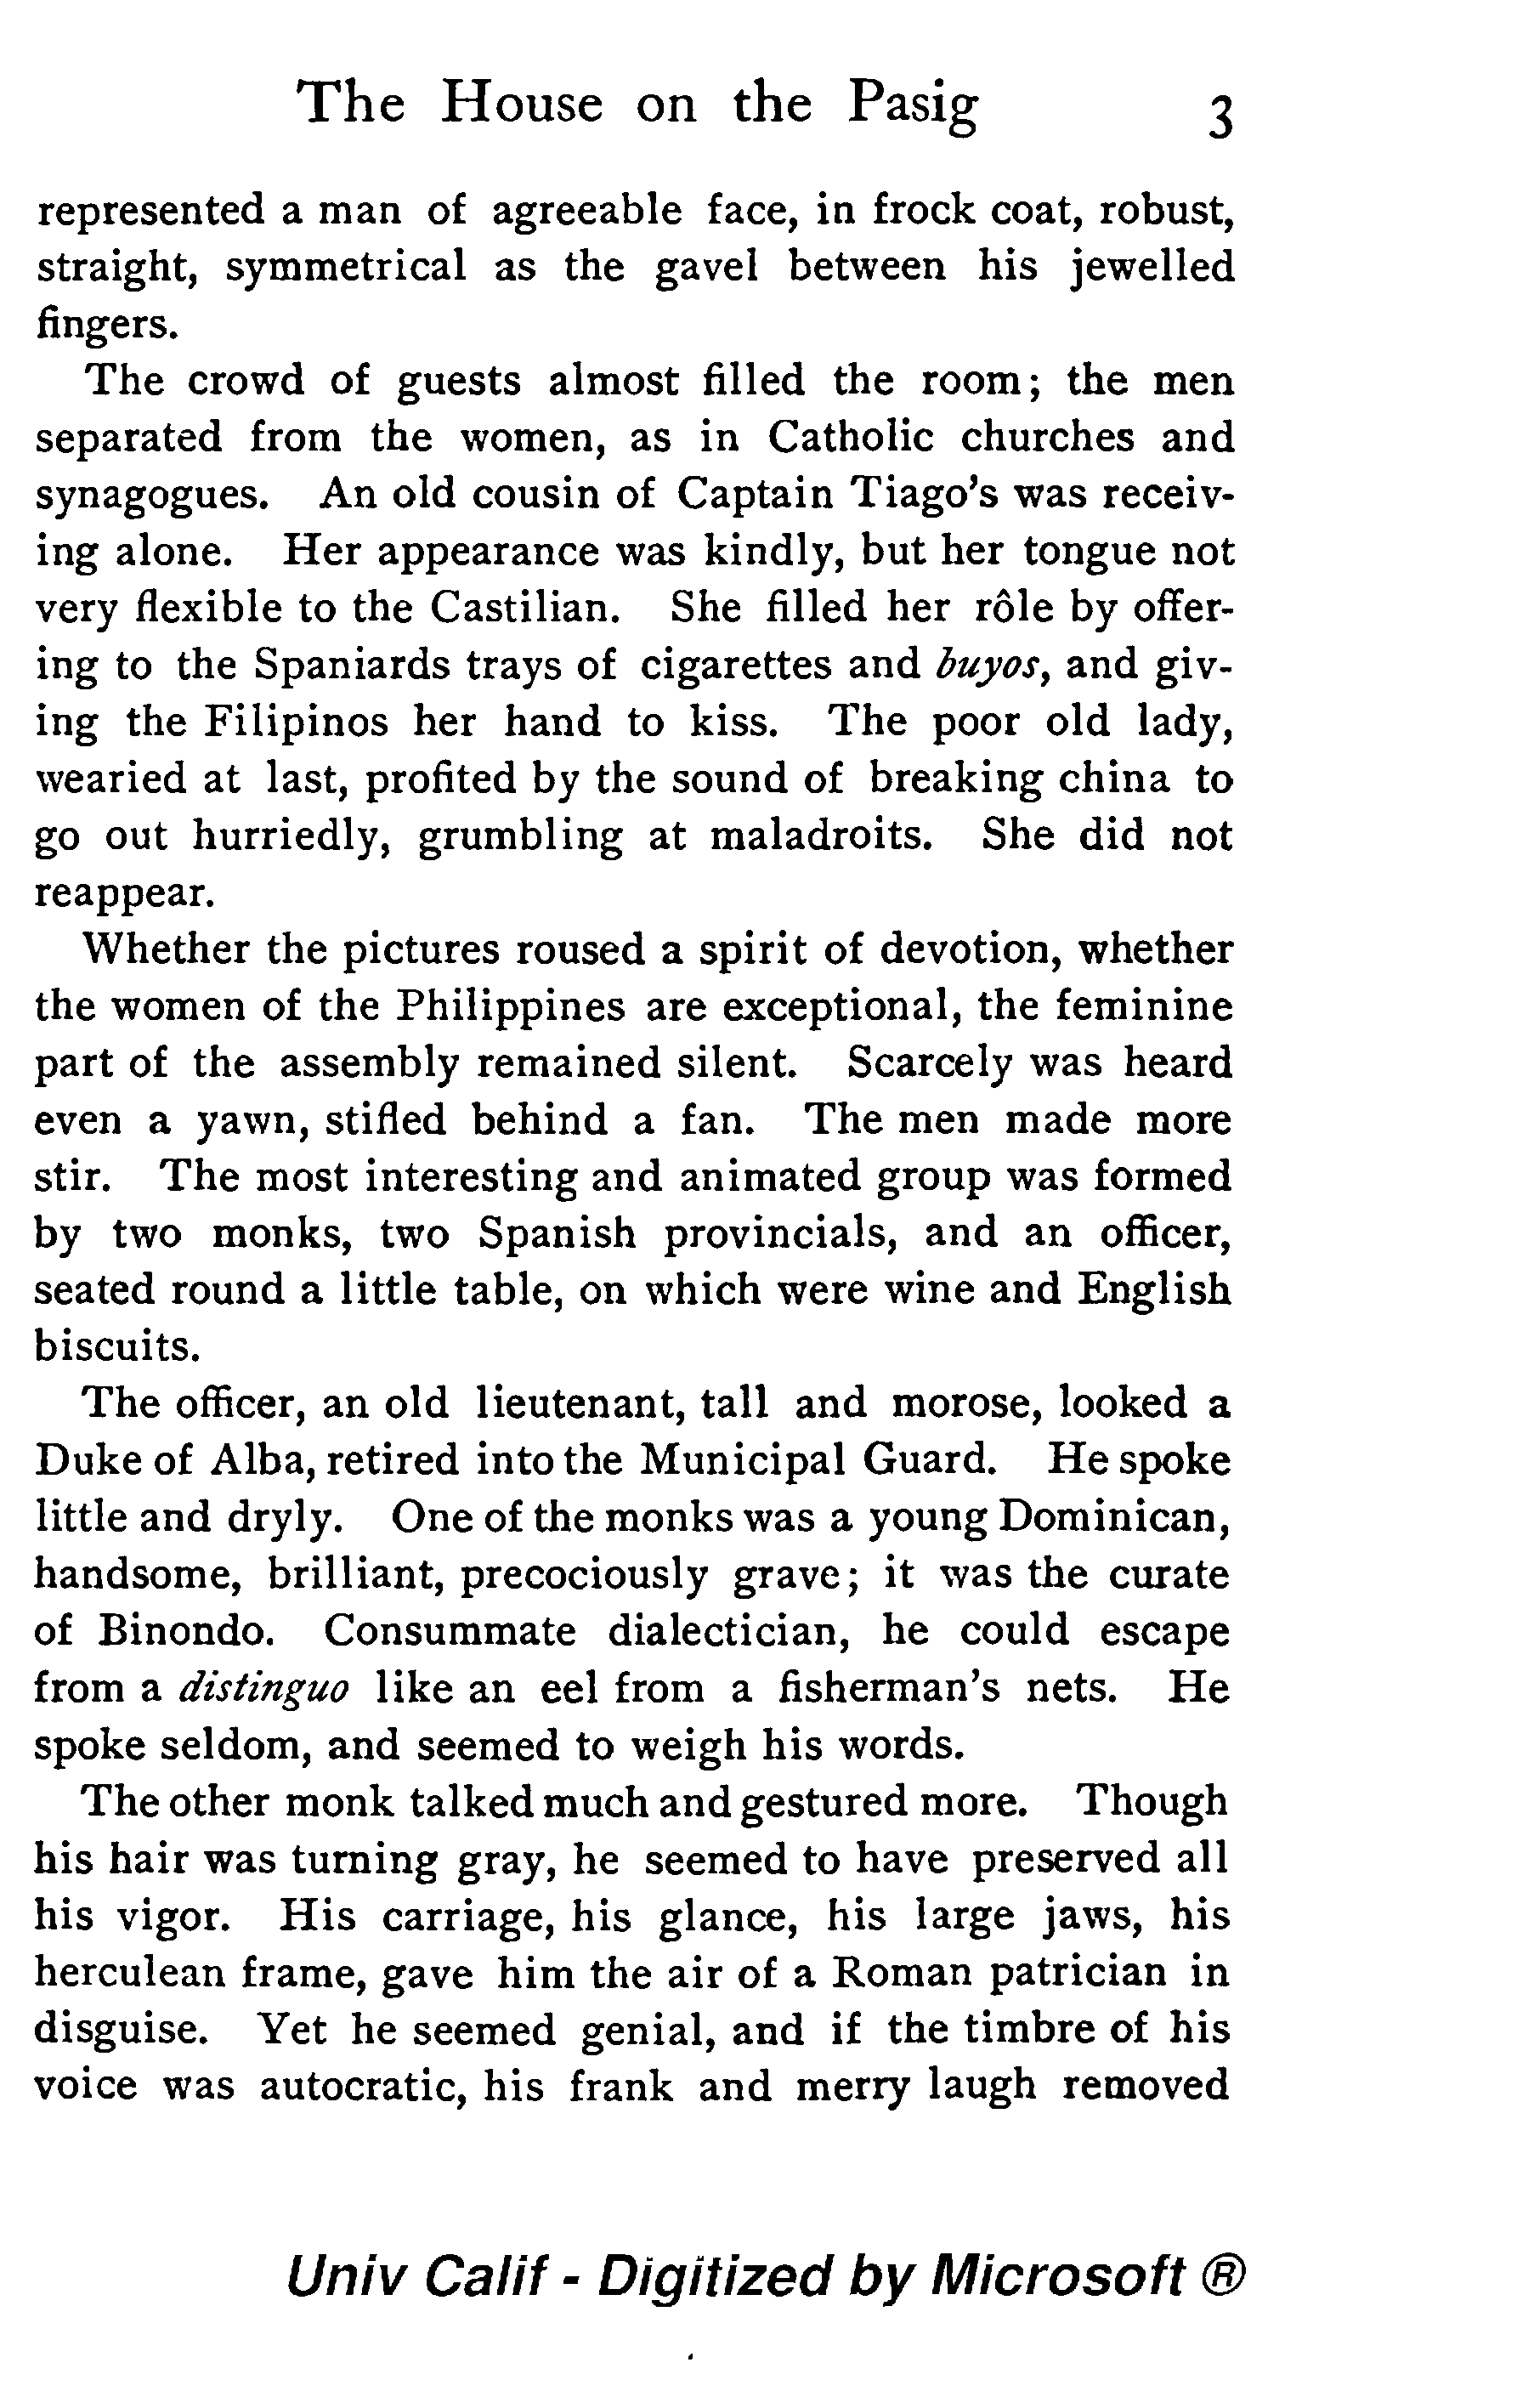 The House on the Pasig 3
represented a man of agreeable face, in frock coat, robust,
straight, symmetrical as the gavel between his jewelled
fingers.
The crowd of guests almost filled the room; the men
separated from the women, as in Catholic churches and
synagogues. An old cousin of Captain Tiago's was receiv-
ing alone. Her appearance was kindly, but her tongue not
very flexible to the Castilian. She filled her rôle by offer-
ing to the Spaniards trays of cigarettes and buyos, and giv-
ing the Filipinos her hand to kiss. The poor old lady,
wearied at last, profited by the sound of breaking china to
go out hurriedly, grumbling at maladroits. She did not
reappear.
Whether the pictures roused a spirit of devotion, whether
the women of the Philippines are exceptional, the feminine
part of the assembly remained silent. Scarcely was heard
even a yawn, stifled behind a fan. The men made more
stir. The most interesting and animated group was formed
by two monks, two Spanish provincials, and an officer,
seated round a little table, on which were wine and English
biscuits.
The officer, an old lieutenant, tall and morose, looked a
Duke of Alba, retired into the Municipal Guard. He spoke
little and dryly. One of the monks was a young Dominican,
handsome, brilliant, precociously grave; it was the curate
of Binondo. Consummate dialectician, he could escape
from a distinguo like an eel from a fisherman's nets. He
spoke seldom, and seemed to weigh his words.
The other monk talked much and gestured more. Though
his hair was turning gray, he seemed to have preserved all
his vigor. His carriage, his glance, his large jaws, his
herculean frame, gave him the air of a Roman patrician in
disguise. Yet he seemed genial, and if the timbre of his
voice was autocratic, his frank and merry laugh removed
Univ Calif - Digitized by Microsoft ®